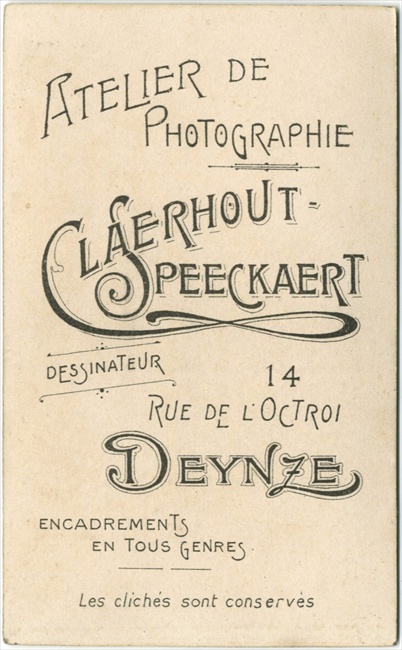 ATELIER DE
PHOTOGRAPHIE
CLAERHOUT-
SPEECKAERT
DESSINATEUR
14
RUE DE L'OCTROI
DEYNZE
ENCADREMENTS
EN TOUS GENRES.
Les clichés sont conservés